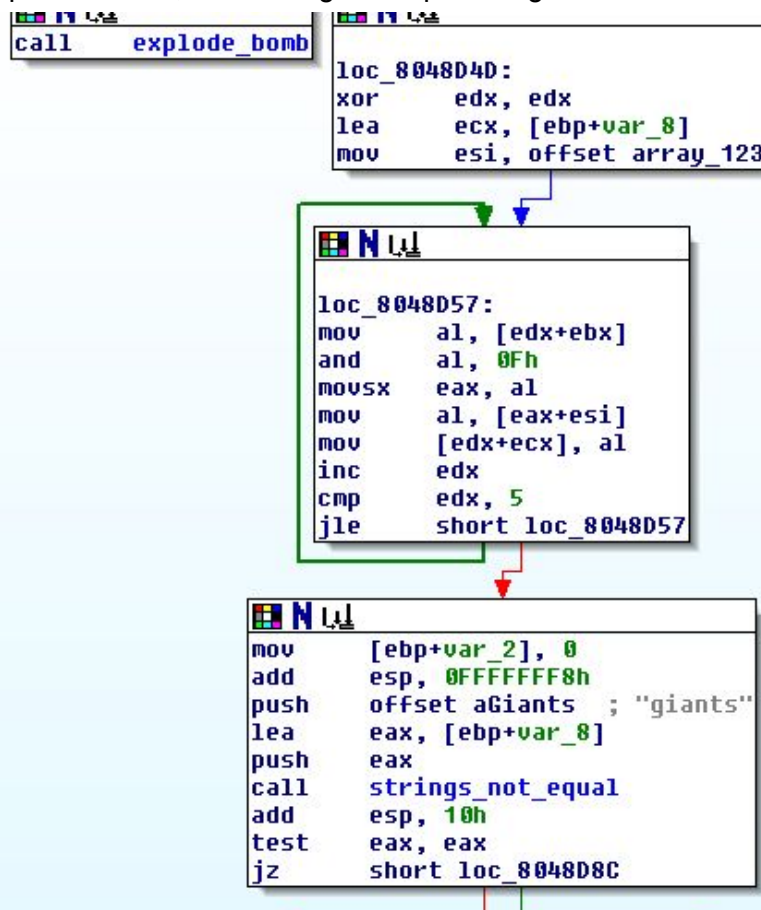 call explode_bomb
loc_8048D4D:
xor edx, edx
lea ecx, [ebp+var_8]
mov esi, offset array_123
loc_8048D57:
mov al, [edx+ebx]
and al, 0Fh
movsx eax, al
mov al, [eax+esi]
mov [edx+ecx], al
inc edx
cmp edx, 5
jle short loc_8048D57
mov [ebp+var_2], 0
add esp, 0FFFFFFF8h
push offset aGiants ; "giants"
lea eax, [ebp+var_8]
push eax
call strings_not_equal
add esp, 10h
test eax, eax
jz short loc_8048D8C